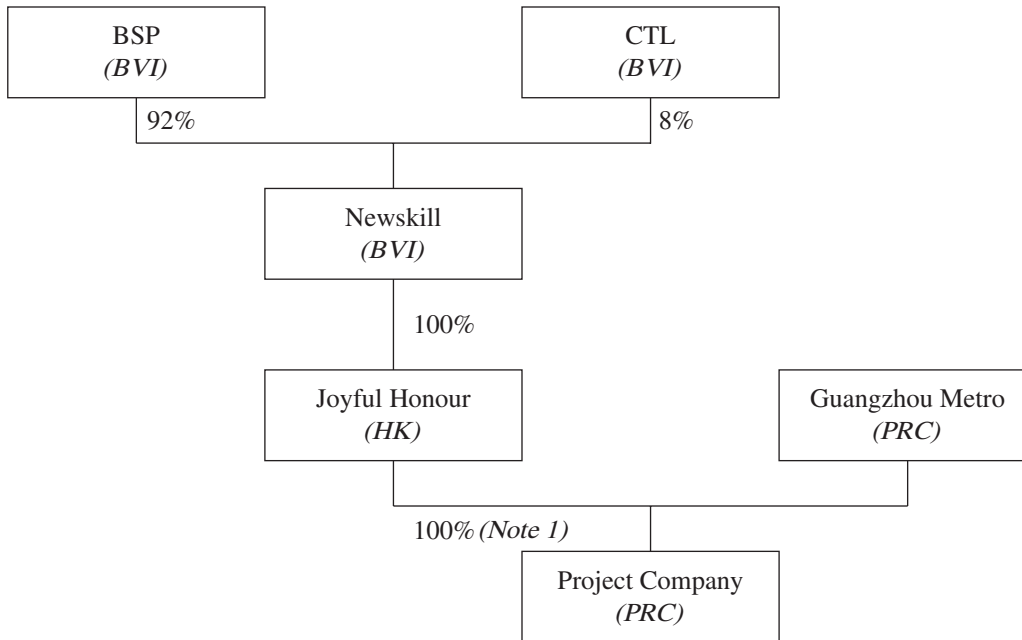 BSP
(BVI)
CTL
(BVI)
92%
8%
Newskill
(BVI)
100%
Joyful Honour
(HK)
Guangzhou Metro
(PRC)
100% (Note 1)
Project Company
(PRC)